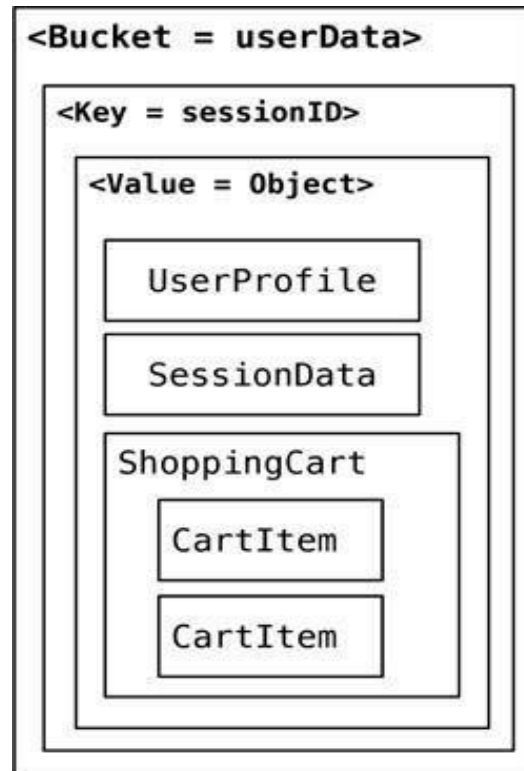 <Bucket = userData>
<Key = sessionID>
<Value = Object>
UserProfile
SessionData
ShoppingCart
CartItem
CartItem